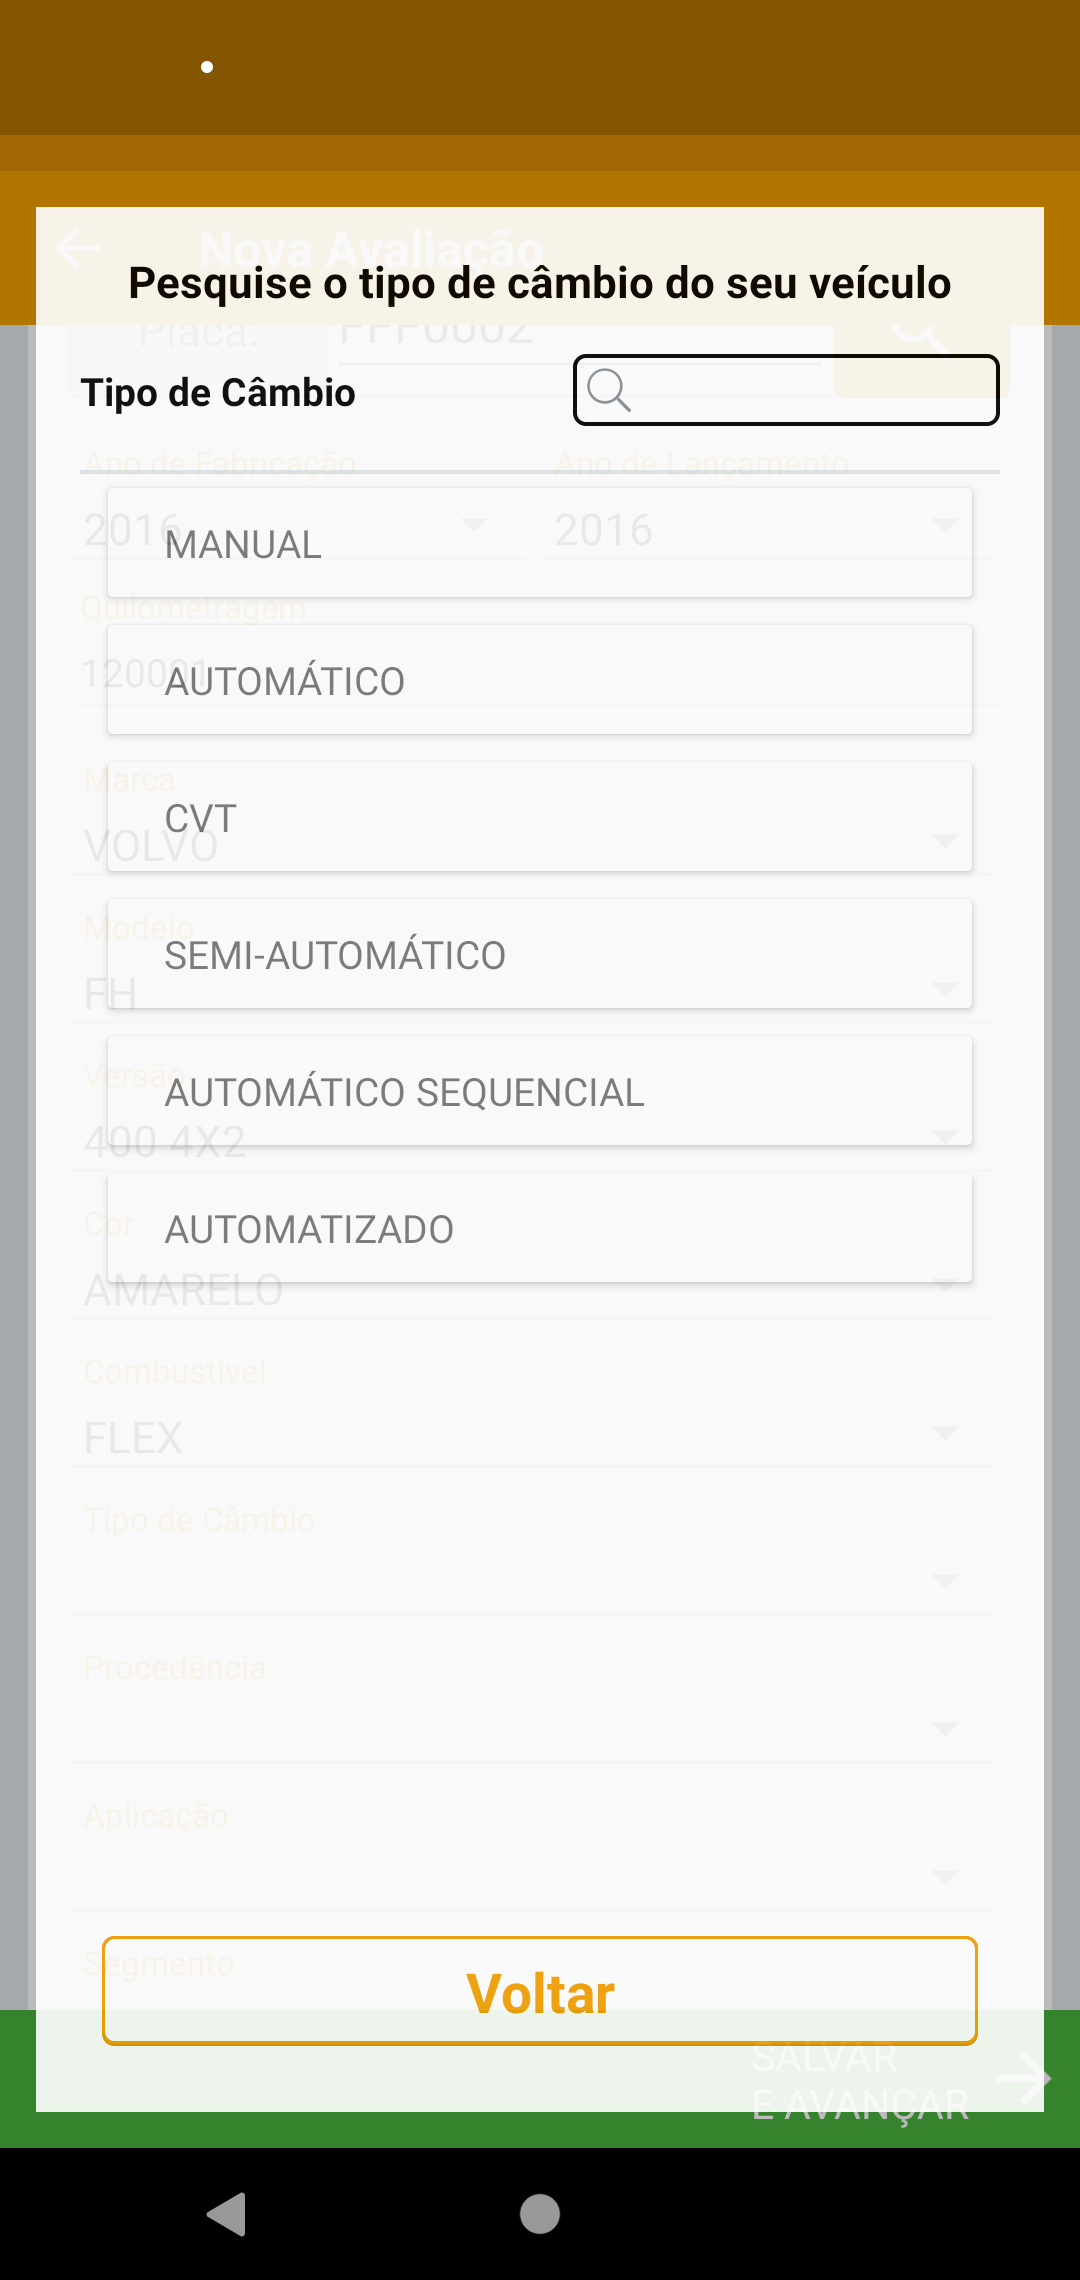 Nova Avaliação
Pesquise o tipo de câmbio do seu veículo
Placa: FFF0002
Tipo de Câmbio
Ano de Fabricação Ano de Lançamento
2016 2016
MANUAL
Quilometragem
120001
AUTOMÁTICO
Marca
CVT
VOLVO
Modelo
SEMI-AUTOMÁTICO
FH
Versão
AUTOMÁTICO SEQUENCIAL
400 4X2
Cor
AUTOMATIZADO
AMARELO
Combustível
FLEX
Tipo de Câmbio
Procedência
Aplicação
Segmento
Voltar
SALVAR
E AVANÇAR